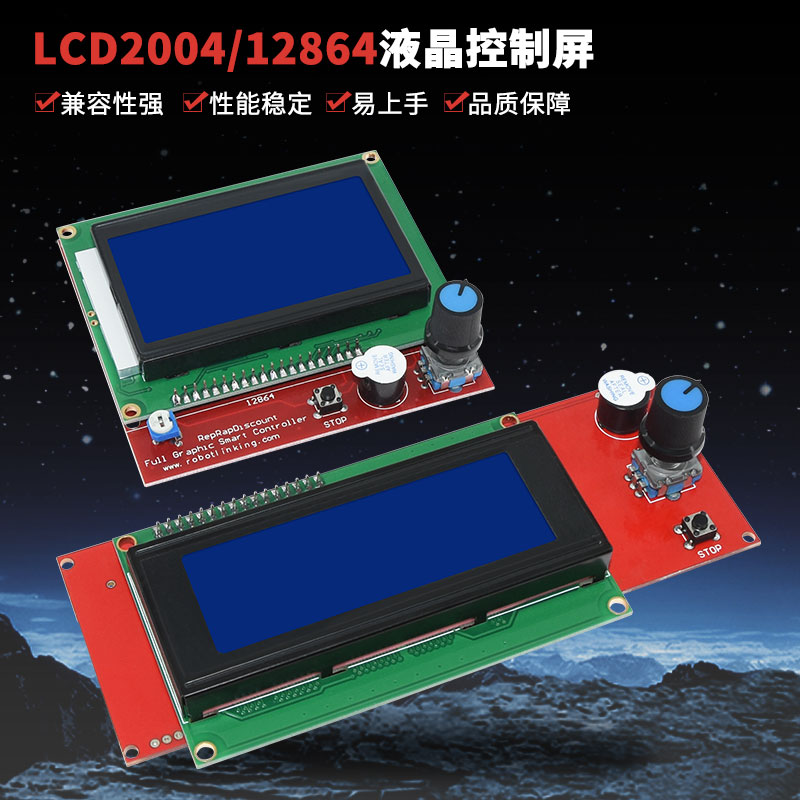 LCD2004/12864液晶控制屏
兼容性强 性能稳定 易上手 品质保障
12864
RepRapDiscount
Full Graphic Smart Controller
www.robotlinking.com
STOP
STOP